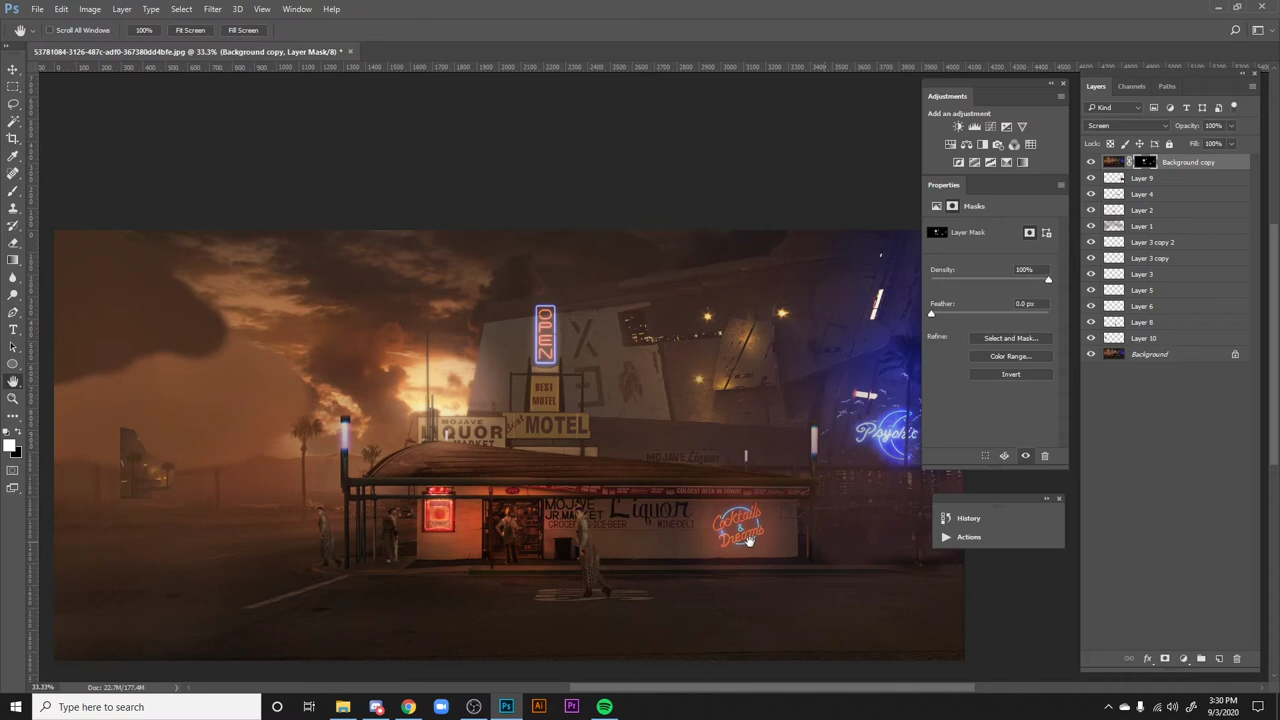 Ps File Edit Image Layer Type Select Filter 3D View Window Help
Scroll All Windows 100% Fit Screen Fill Screen
53781084-3126-487c-adf0-367380dd4bfe.jpg @ 33.3% (Background copy, Layer Mask/8) *
Adjustments
Add an adjustment
Properties
Masks
Layer Mask
Density: 100%
Feather: 0.0 px
Refine: Select and Mask...
Color Range...
Invert
History
Actions
Layers Channels Paths
Kind
Screen Opacity: 100%
Lock: Fill: 100%
Background copy
Layer 9
Layer 4
Layer 2
Layer 1
Layer 3 copy 2
Layer 3 copy
Layer 3
Layer 5
Layer 6
Layer 8
Layer 10
Background
OPEN
BEST
MOTEL
Best MOTEL
MOJAVE
LIQUOR
MARKET
MOJAVE Liquor
Psychic
COLDEST BEER IN TOWN!
MOJAVE
JR. MARKET
GROCERIES-ICE-BEER
Liquor
WINE-DELI
Cocktails
&
Dreams
33.33% Doc: 22.7M/177.4M
Type here to search
3:30 PM
9/3/2020